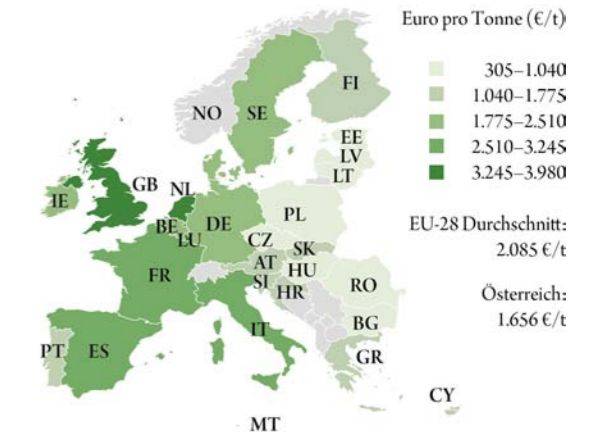 Euro pro Tonne (€/t)
305–1.040
1.040–1.775
1.775–2.510
2.510–3.245
3.245–3.980
EU-28 Durchschnitt:
2.085 €/t
Österreich:
1.656 €/t
FI
NO
SE
EE
LV
LT
GB
NL
IE
PL
BE
DE
LU
CZ
SK
AT
HU
FR
SI
RO
HR
BG
IT
PT
ES
GR
CY
MT